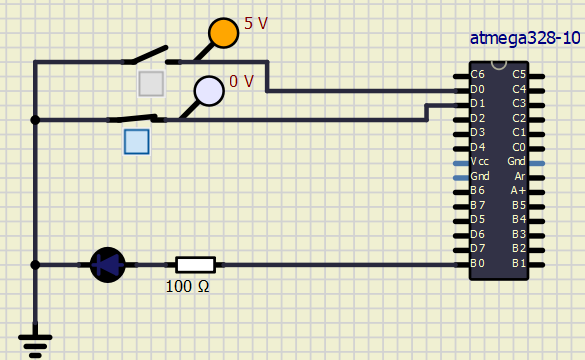 5 V
0 V
atmega328-10
C6 C5
D0 C4
D1 C3
D2 C2
D3 C1
D4 C0
Vcc Gnd
Gnd Ar
B6 A+
B7 B5
D5 B4
D6 B3
D7 B2
B0 B1
100 Ω